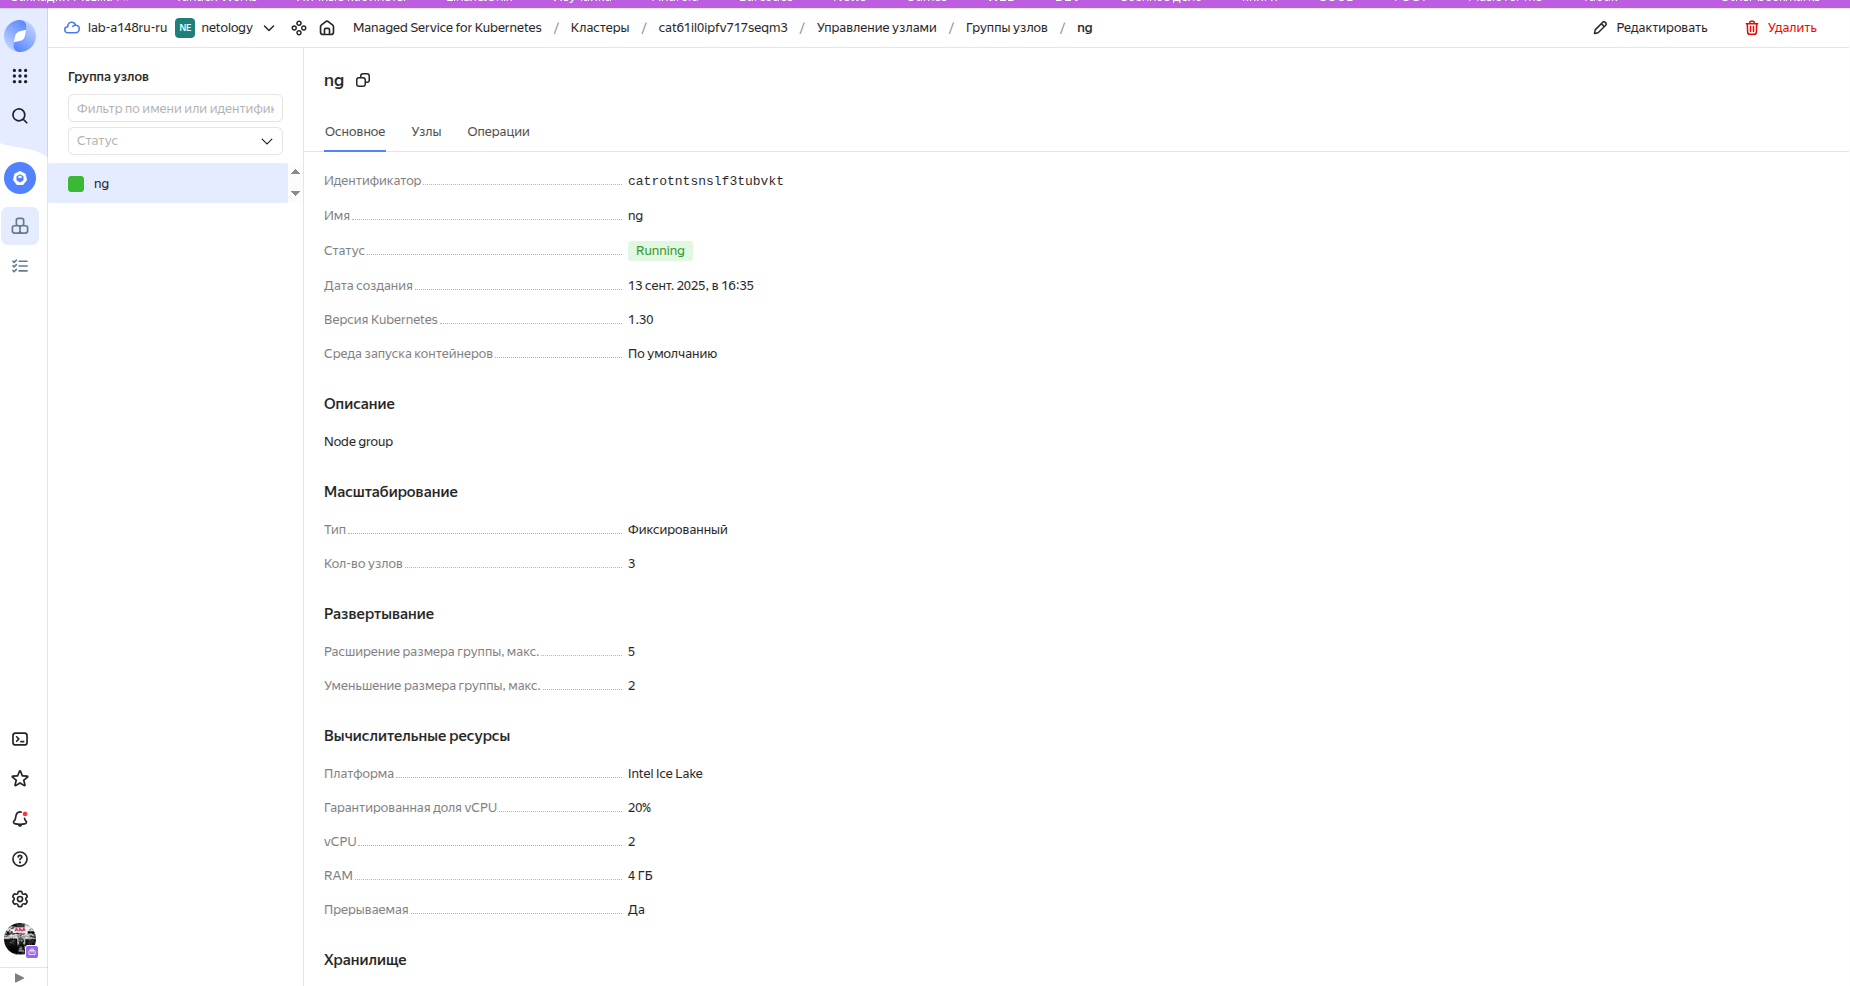 lab-a148ru-ru NE netology Managed Service for Kubernetes / Кластеры / cat61il0ipfv717seqm3 / Управление узлами / Группы узлов / ng Редактировать Удалить
Группа узлов
Фильтр по имени или идентифик
Статус
ng
ng
Основное Узлы Операции
Идентификатор catrotntsnslf3tubvkt
Имя ng
Статус Running
Дата создания 13 сент. 2025, в 16:35
Версия Kubernetes 1.30
Среда запуска контейнеров По умолчанию
Описание
Node group
Масштабирование
Тип Фиксированный
Кол-во узлов 3
Развертывание
Расширение размера группы, макс. 5
Уменьшение размера группы, макс. 2
Вычислительные ресурсы
Платформа Intel Ice Lake
Гарантированная доля vCPU 20%
vCPU 2
RAM 4 ГБ
Прерываемая Да
Хранилище